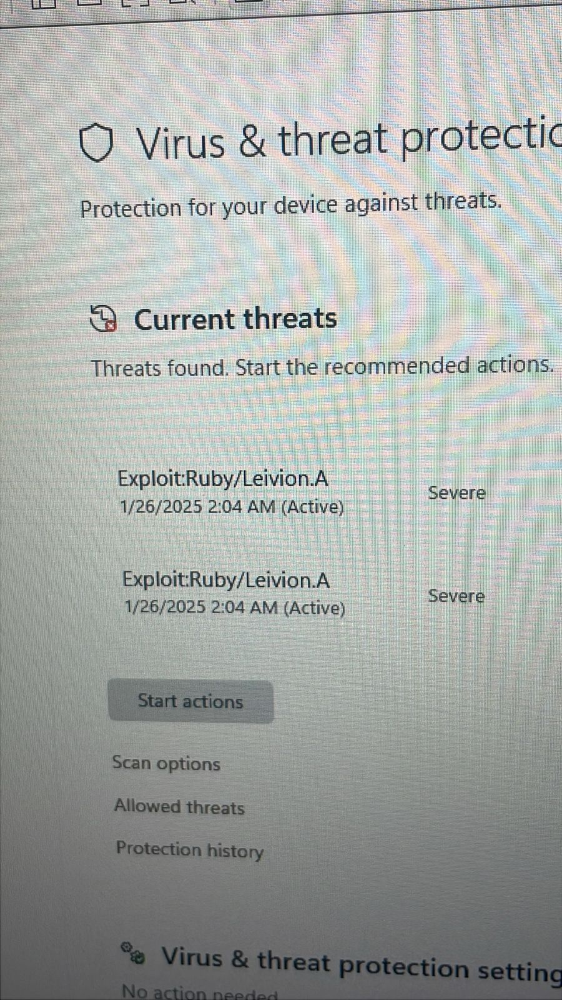 Virus & threat protectio
Protection for your device against threats.
Current threats
Threats found. Start the recommended actions.
Exploit:Ruby/Leivion.A
1/26/2025 2:04 AM (Active)
Severe
Exploit:Ruby/Leivion.A
1/26/2025 2:04 AM (Active)
Severe
Start actions
Scan options
Allowed threats
Protection history
Virus & threat protection setting
No action needed